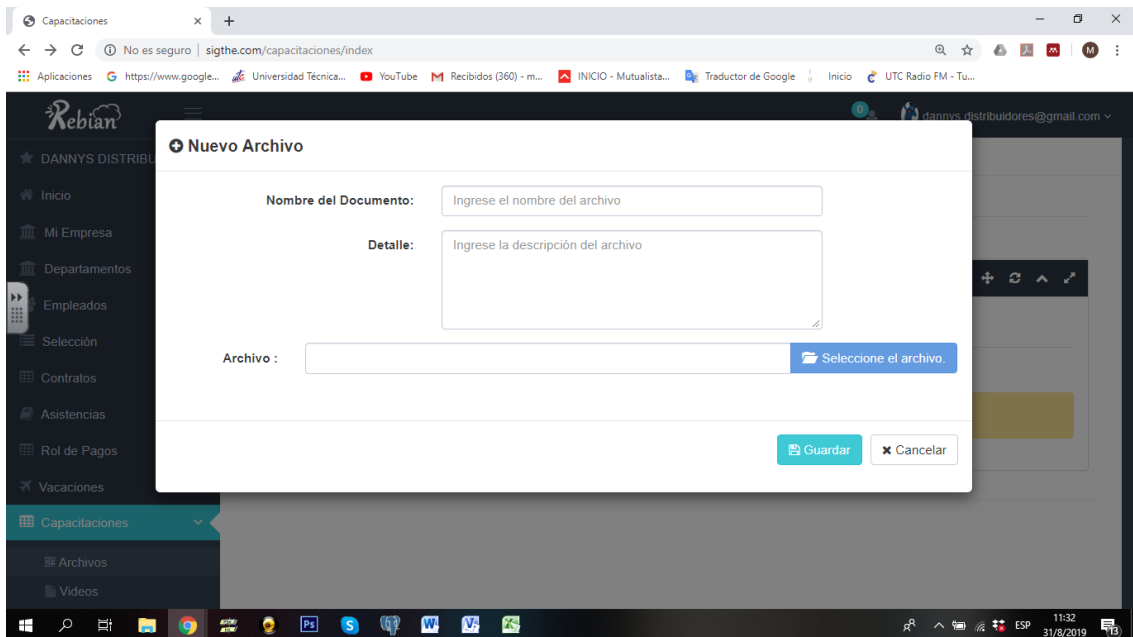 Capacitaciones
No es seguro | sigthe.com/capacitaciones/index
M
Aplicaciones https://www.google... Universidad Técnica... YouTube Recibidos (360) - m... INICIO - Mutualista... Traductor de Google Inicio UTC Radio FM - Tu...
Rebian
0
dannys.distribuidores@gmail.com
DANNYS DISTRIBU
Inicio
Mi Empresa
Departamentos
Empleados
Selección
Contratos
Asistencias
Rol de Pagos
Vacaciones
Capacitaciones
Archivos
Videos
Nuevo Archivo
Nombre del Documento:
Ingrese el nombre del archivo
Detalle:
Ingrese la descripción del archivo
Archivo :
Seleccione el archivo.
Guardar
Cancelar
Ps
S
ESP
11:32
31/8/2019
13